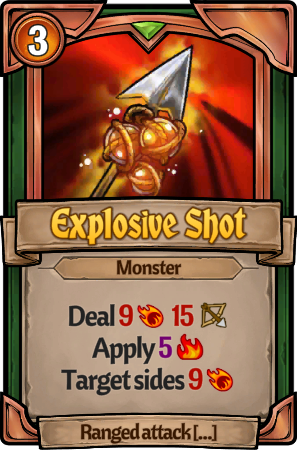 3
Explosive Shot
Monster
Deal 9 15
Apply 5
Target sides 9
Ranged attack [...]